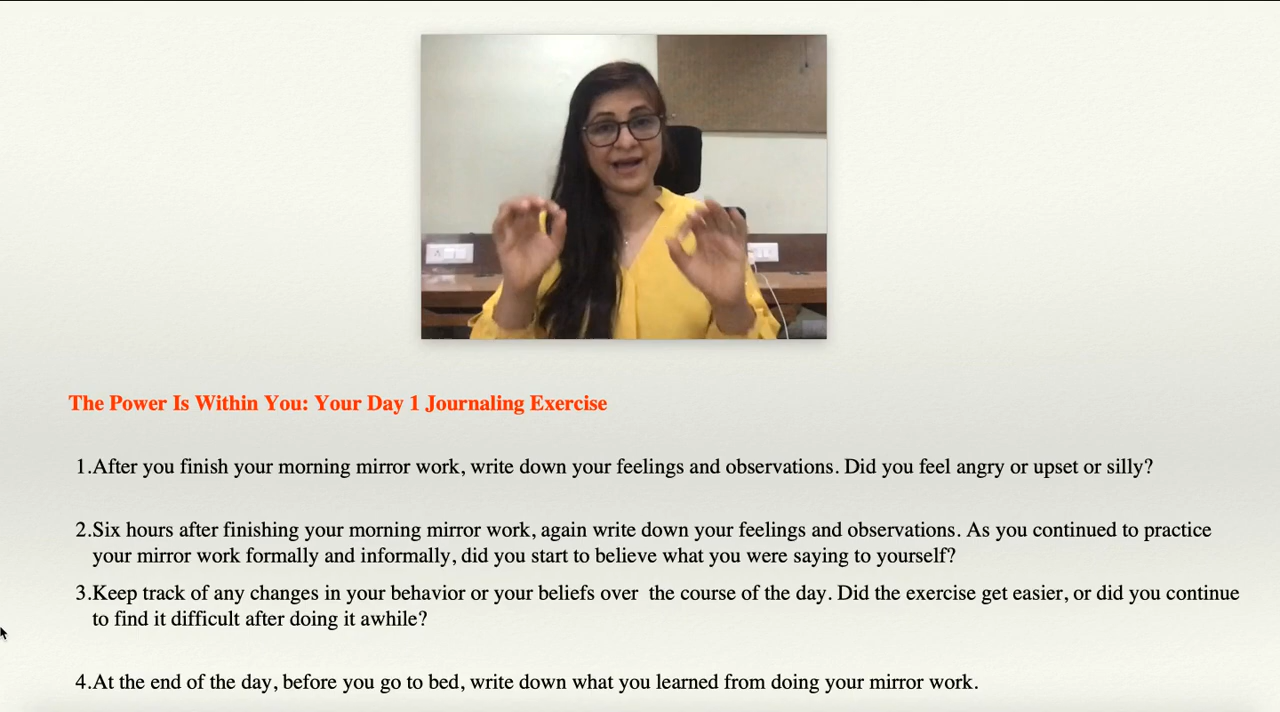 The Power Is Within You: Your Day 1 Journaling Exercise
1.After you finish your morning mirror work, write down your feelings and observations. Did you feel angry or upset or silly?
2.Six hours after finishing your morning mirror work, again write down your feelings and observations. As you continued to practice
your mirror work formally and informally, did you start to believe what you were saying to yourself?
3.Keep track of any changes in your behavior or your beliefs over  the course of the day. Did the exercise get easier, or did you continue
to find it difficult after doing it awhile?
4.At the end of the day, before you go to bed, write down what you learned from doing your mirror work.